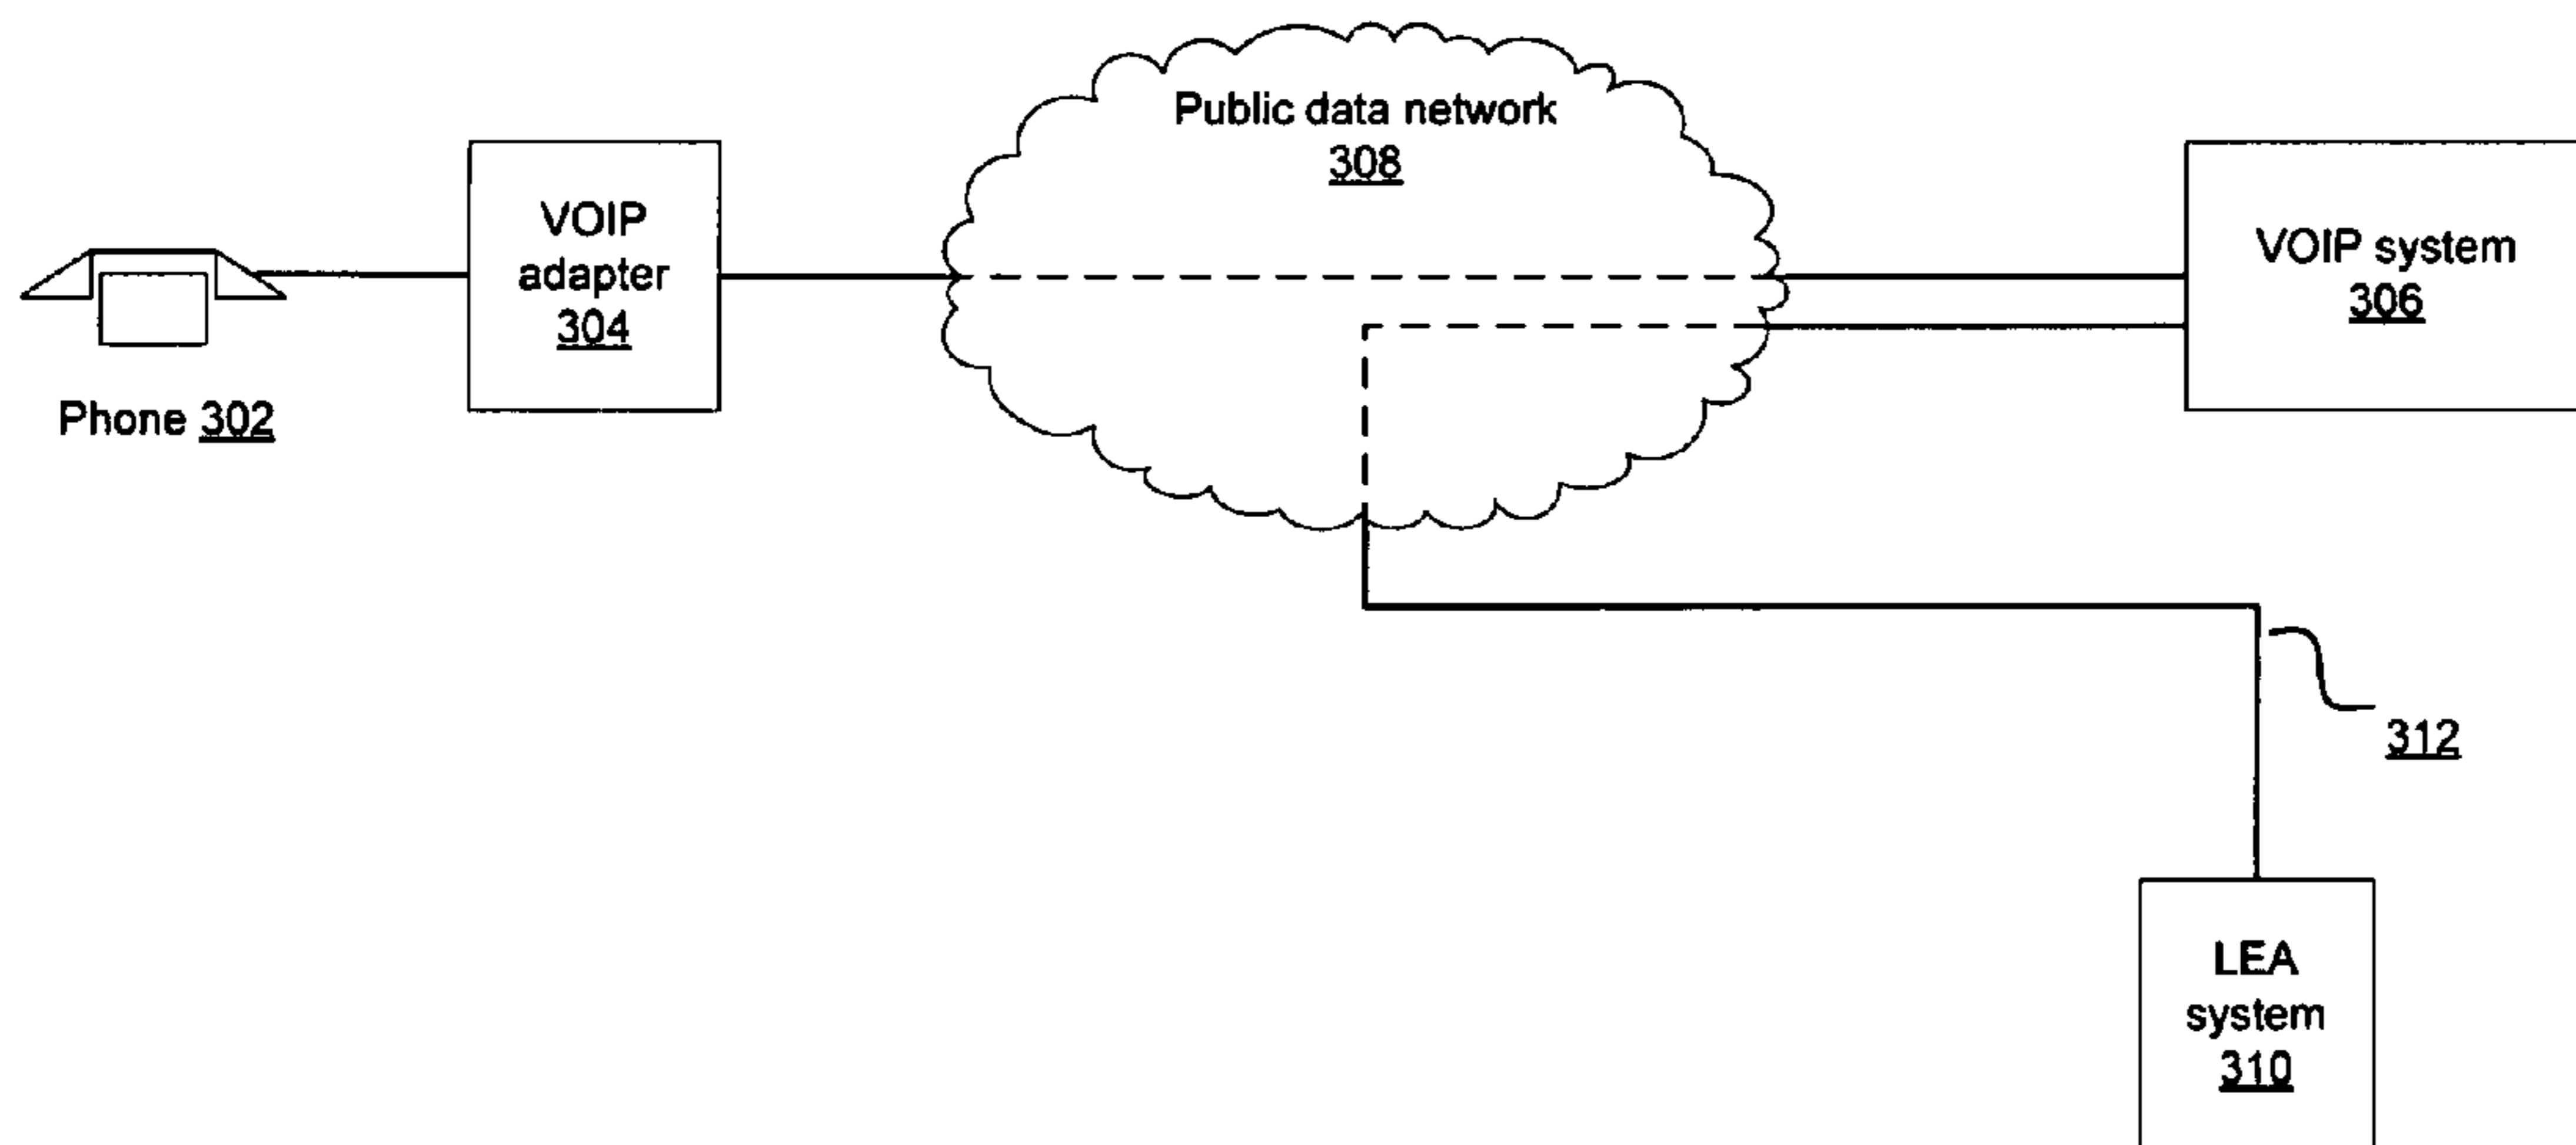 Public data network
308
VOIP
adapter
304
VOIP system
306
Phone 302
312
LEA
system
310